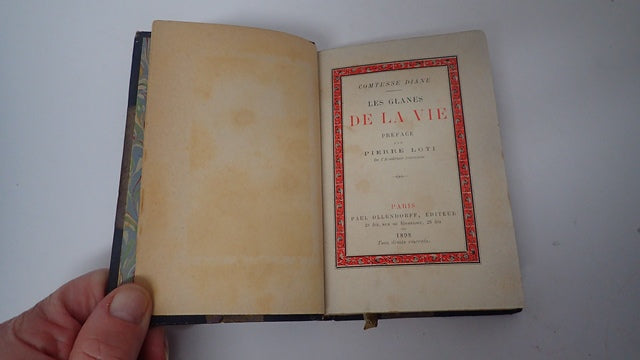 COMTESSE DIANE
LES GLANES
DE LA VIE
PRÉFACE
PAR
PIERRE LOTI
De l'Académie française
PARIS
PAUL OLLENDORFF, ÉDITEUR
28 bis, RUE DE RICHELIEU, 28 bis
1898
Tous droits réservés.